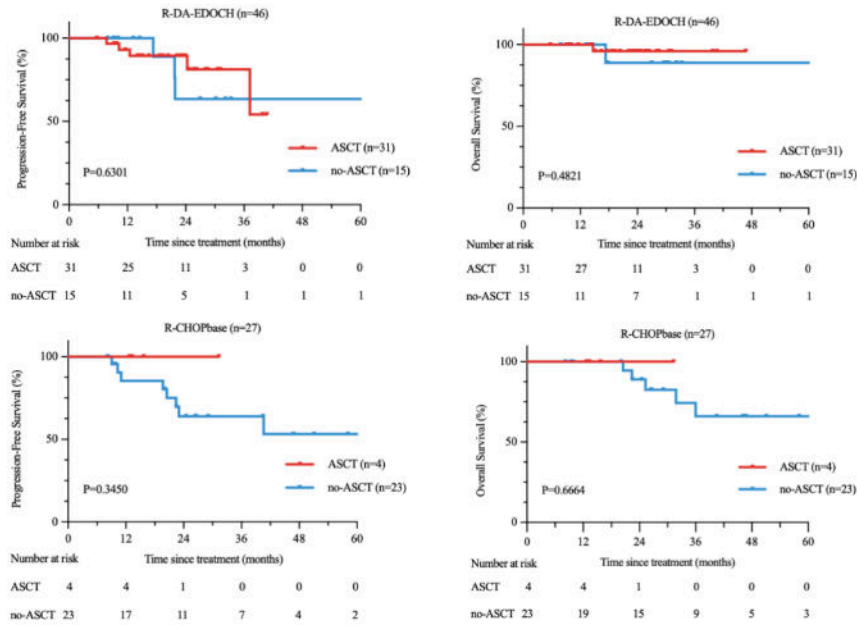 R-DA-EDOCH (n=46)
Progression-Free Survival (%)
100
50
0
ASCT (n=31)
no-ASCT (n=15)
P=0.6301
0 12 24 36 48 60
Number at risk Time since treatment (months)
ASCT 31 25 11 3 0 0
no-ASCT 15 11 5 1 1 1
R-DA-EDOCH (n=46)
Overall Survival (%)
100
50
0
ASCT (n=31)
no-ASCT (n=15)
P=0.4821
0 12 24 36 48 60
Number at risk Time since treatment (months)
ASCT 31 27 11 3 0 0
no-ASCT 15 11 7 1 1 1
R-CHOPbase (n=27)
Progression-Free Survival (%)
100
50
0
ASCT (n=4)
no-ASCT (n=23)
P=0.3450
0 12 24 36 48 60
Number at risk Time since treatment (months)
ASCT 4 4 1 0 0 0
no-ASCT 23 17 11 7 4 2
R-CHOPbase (n=27)
Overall Survival (%)
100
50
0
ASCT (n=4)
no-ASCT (n=23)
P=0.6664
0 12 24 36 48 60
Number at risk Time since treatment (months)
ASCT 4 4 1 0 0 0
no-ASCT 23 19 15 9 5 3